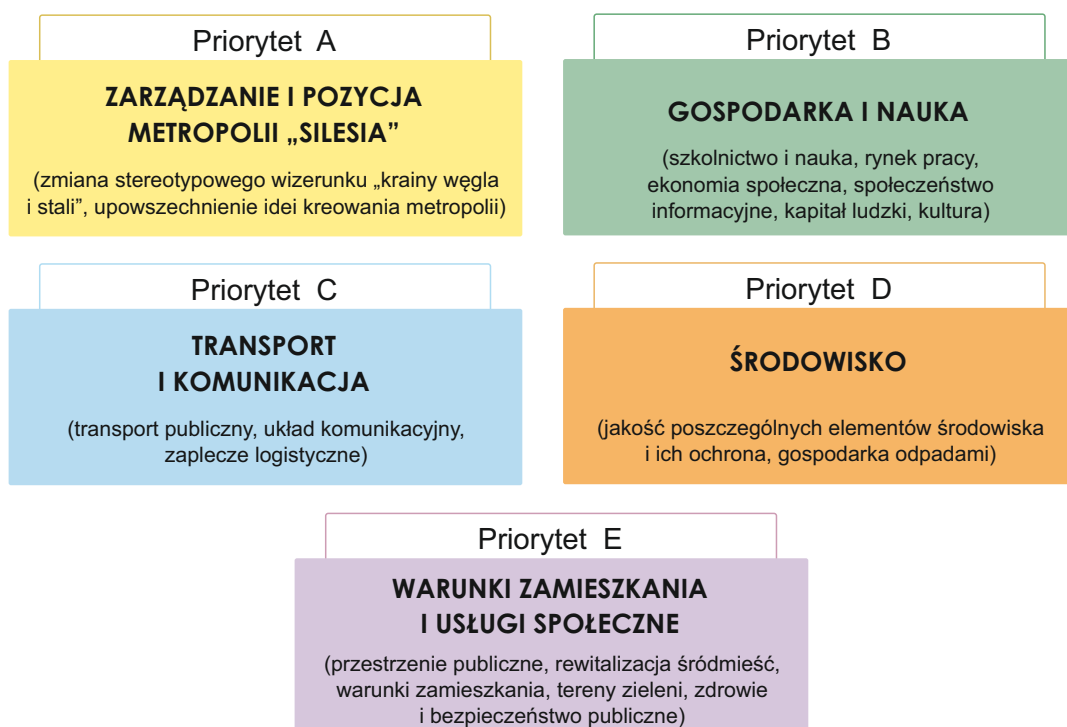 Priorytet A
ZARZĄDZANIE I POZYCJA
METROPOLII „SILESIA”
(zmiana stereotypowego wizerunku „krainy węgla
i stali”, upowszechnienie idei kreowania metropolii)
Priorytet B
GOSPODARKA I NAUKA
(szkolnictwo i nauka, rynek pracy,
ekonomia społeczna, społeczeństwo
informacyjne, kapitał ludzki, kultura)
Priorytet C
TRANSPORT
I KOMUNIKACJA
(transport publiczny, układ komunikacyjny,
zaplecze logistyczne)
Priorytet D
ŚRODOWISKO
(jakość poszczególnych elementów środowiska
i ich ochrona, gospodarka odpadami)
Priorytet E
WARUNKI ZAMIESZKANIA
I USŁUGI SPOŁECZNE
(przestrzenie publiczne, rewitalizacja śródmieść,
warunki zamieszkania, tereny zieleni, zdrowie
i bezpieczeństwo publiczne)